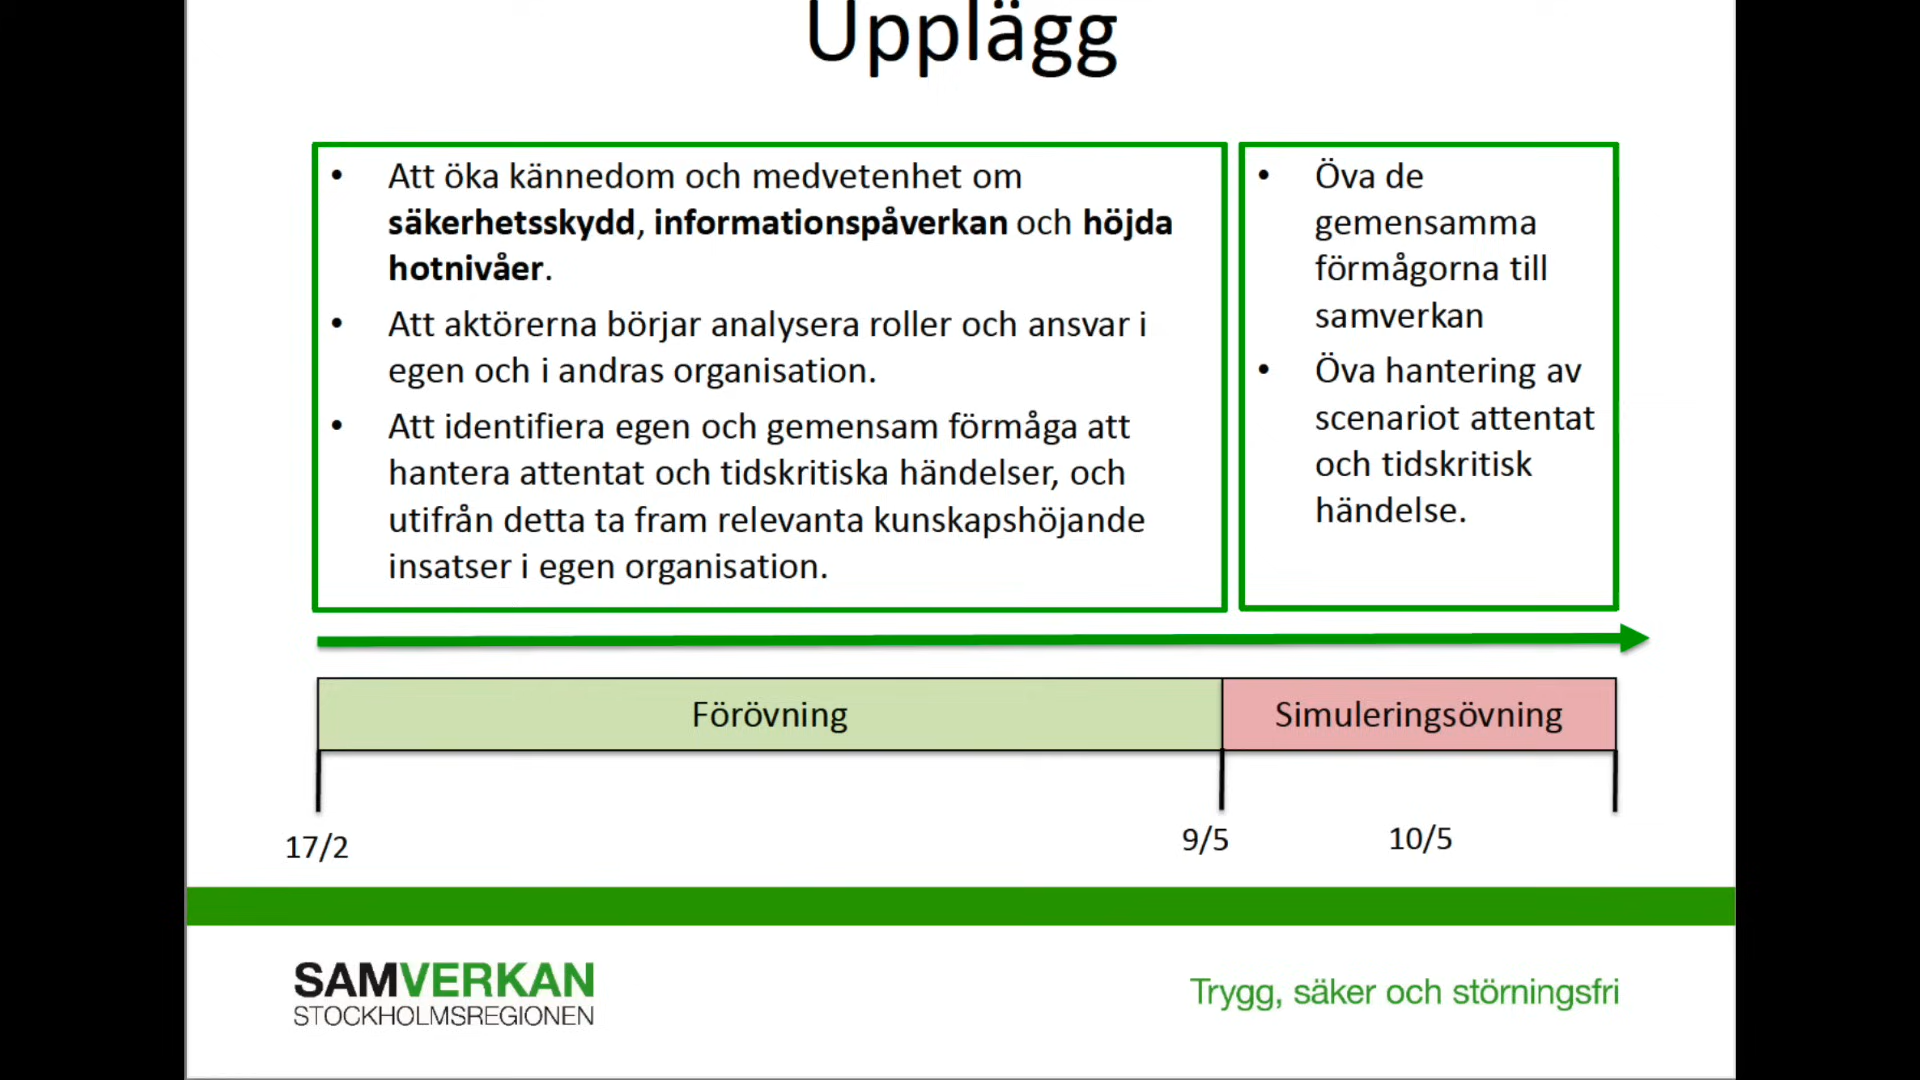 Upplägg
• Att öka kännedom och medvetenhet om
säkerhetsskydd, informationspåverkan och höjda
hotnivåer.
• Att aktörerna börjar analysera roller och ansvar i
egen och i andras organisation.
• Att identifiera egen och gemensam förmåga att
hantera attentat och tidskritiska händelser, och
utifrån detta ta fram relevanta kunskapshöjande
insatser i egen organisation.
• Öva de
gemensamma
förmågorna till
samverkan
• Öva hantering av
scenariot attentat
och tidskritisk
händelse.
Förövning
Simuleringsövning
17/2
9/5
10/5
SAMVERKAN
STOCKHOLMSREGIONEN
Trygg, säker och störningsfri